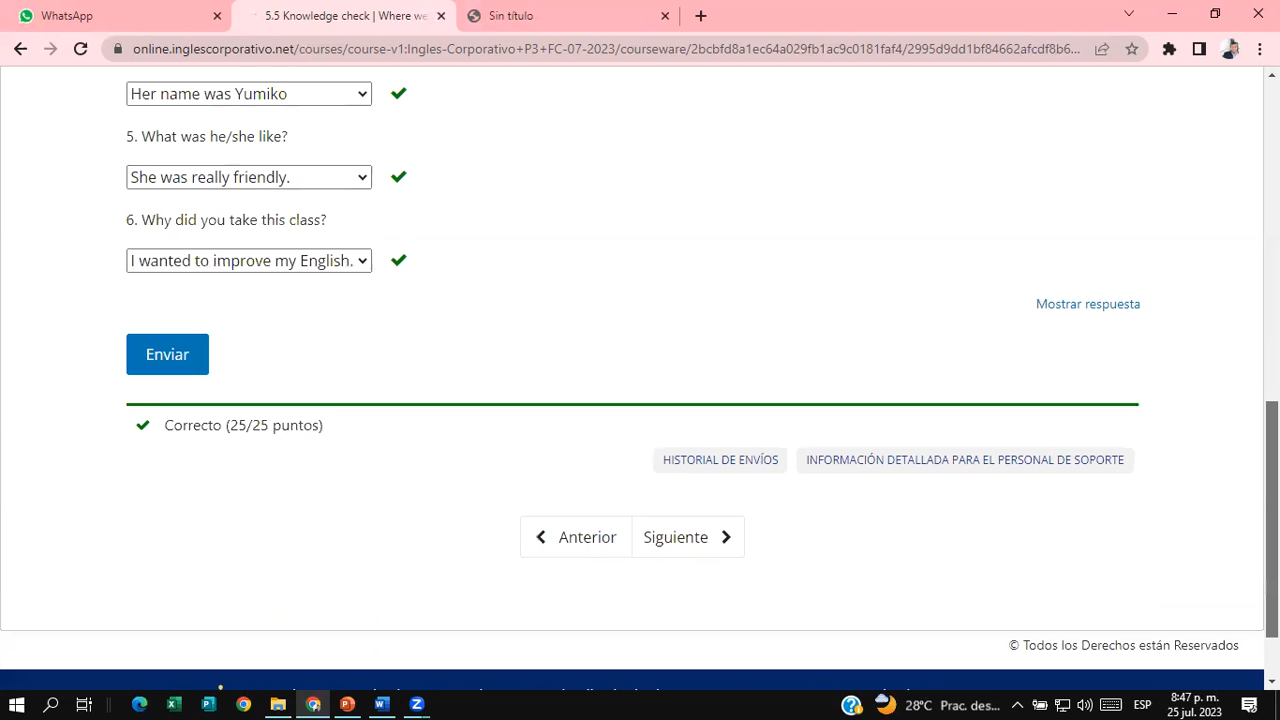 WhatsApp
5.5 Knowledge check | Where we
Sin título
online.inglescorporativo.net/courses/course-v1:Ingles-Corporativo+P3+FC-07-2023/courseware/2bcbfd8a1ec64a029fb1ac9c0181faf4/2995d9dd1bf84662afcdf8b6...
Her name was Yumiko
5. What was he/she like?
She was really friendly.
6. Why did you take this class?
I wanted to improve my English.
Mostrar respuesta
Enviar
Correcto (25/25 puntos)
HISTORIAL DE ENVÍOS
INFORMACIÓN DETALLADA PARA EL PERSONAL DE SOPORTE
Anterior
Siguiente
© Todos los Derechos están Reservados
28°C Prac. des...
ESP
8:47 p. m.
25 jul. 2023